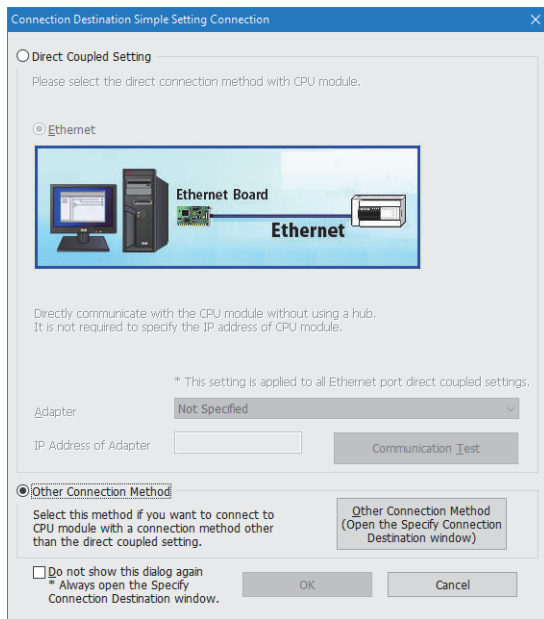 Connection Destination Simple Setting Connection
Direct Coupled Setting
Please select the direct connection method with CPU module.
Ethernet
Ethernet Board
Ethernet
Directly communicate with the CPU module without using a hub.
It is not required to specify the IP address of CPU module.
* This setting is applied to all Ethernet port direct coupled settings.
Adapter
Not Specified
IP Address of Adapter
Communication Test
Other Connection Method
Select this method if you want to connect to
CPU module with a connection method other
than the direct coupled setting.
Other Connection Method
(Open the Specify Connection
Destination window)
Do not show this dialog again
* Always open the Specify
Connection Destination window.
OK
Cancel